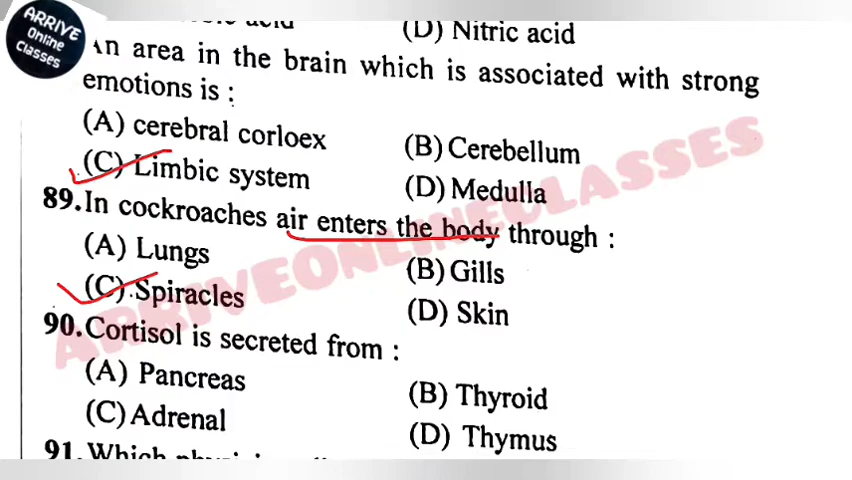 ARRIVE
Online
Classes
(D) Nitric acid
An area in the brain which is associated with strong
emotions is :
(A) cerebral corloex
(B) Cerebellum
(C) Limbic system
(D) Medulla
89. In cockroaches air enters the body through :
(A) Lungs
(B) Gills
(C) Spiracles
(D) Skin
90. Cortisol is secreted from :
(A) Pancreas
(B) Thyroid
(C) Adrenal
(D) Thymus
91. Which
ARRIVEONLINECLASSES